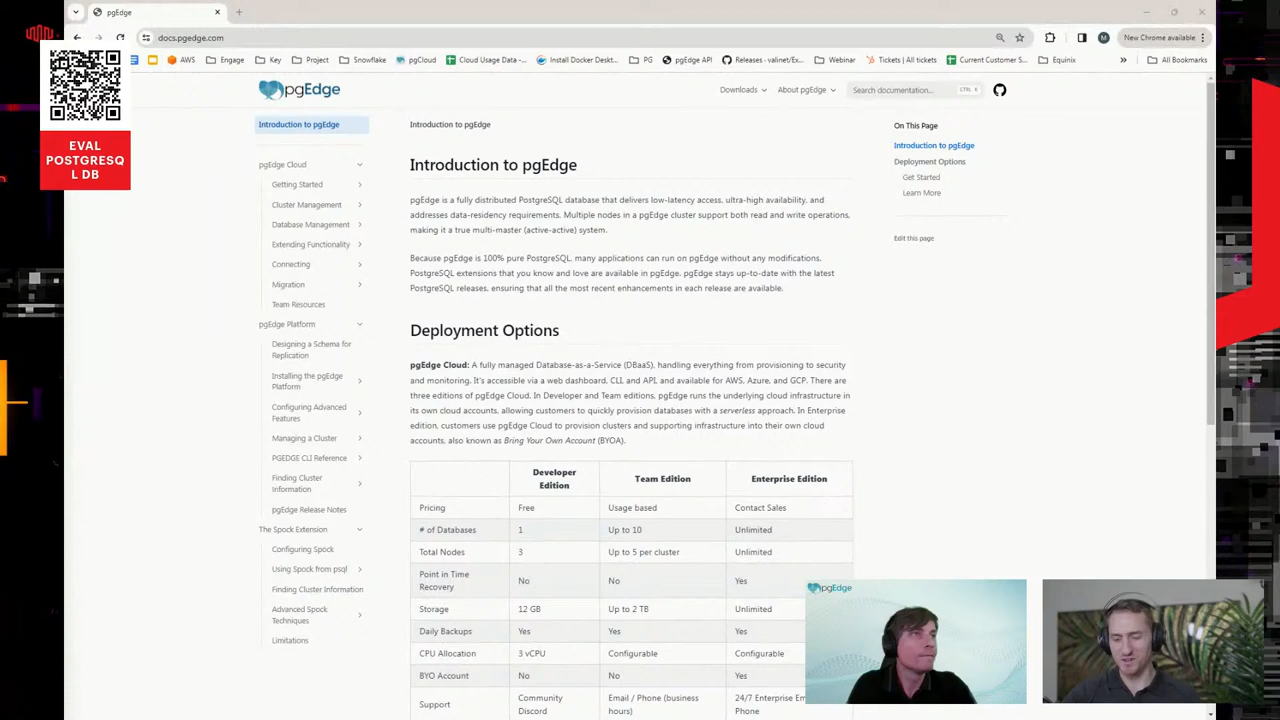 pgEdge
docs.pgedge.com
New Chrome available
AWS
Engage
Key
Project
Snowflake
pgCloud
Cloud Usage Data -...
Install Docker Desk...
PG
pgEdge API
Releases · valinet/Ex...
Webinar
Tickets | All tickets
Current Customer S...
Equinix
All Bookmarks
EVAL
POSTGRESQ
L DB
pgEdge
Downloads
About pgEdge
Search documentation...
CTRL K
Introduction to pgEdge
pgEdge Cloud
Getting Started
Cluster Management
Database Management
Extending Functionality
Connecting
Migration
Team Resources
pgEdge Platform
Designing a Schema for
Replication
Installing the pgEdge
Platform
Configuring Advanced
Features
Managing a Cluster
PGEDGE CLI Reference
Finding Cluster
Information
pgEdge Release Notes
The Spock Extension
Configuring Spock
Using Spock from psql
Finding Cluster Information
Advanced Spock
Techniques
Limitations
Introduction to pgEdge
Introduction to pgEdge
pgEdge is a fully distributed PostgreSQL database that delivers low-latency access, ultra-high availability, and
addresses data-residency requirements. Multiple nodes in a pgEdge cluster support both read and write operations,
making it a true multi-master (active-active) system.
Because pgEdge is 100% pure PostgreSQL, many applications can run on pgEdge without any modifications.
PostgreSQL extensions that you know and love are available in pgEdge. pgEdge stays up-to-date with the latest
PostgreSQL releases, ensuring that all the most recent enhancements in each release are available.
Deployment Options
pgEdge Cloud: A fully managed Database-as-a-Service (DBaaS), handling everything from provisioning to security
and monitoring. It's accessible via a web dashboard, CLI, and API, and available for AWS, Azure, and GCP. There are
three editions of pgEdge Cloud. In Developer and Team editions, pgEdge runs the underlying cloud infrastructure in
its own cloud accounts, allowing customers to quickly provision databases with a serverless approach. In Enterprise
edition, customers use pgEdge Cloud to provision clusters and supporting infrastructure into their own cloud
accounts, also known as Bring Your Own Account (BYOA).
Developer
Edition
Team Edition
Enterprise Edition
Pricing
Free
Usage based
Contact Sales
# of Databases
1
Up to 10
Unlimited
Total Nodes
3
Up to 5 per cluster
Unlimited
Point in Time
Recovery
No
No
Yes
Storage
12 GB
Up to 2 TB
Unlimited
Daily Backups
Yes
Yes
Yes
CPU Allocation
3 vCPU
Configurable
Configurable
BYO Account
No
No
Yes
Support
Community
Discord
Email / Phone (business
hours)
24/7 Enterprise Em
Phone
On This Page
Introduction to pgEdge
Deployment Options
Get Started
Learn More
Edit this page
pgEdge